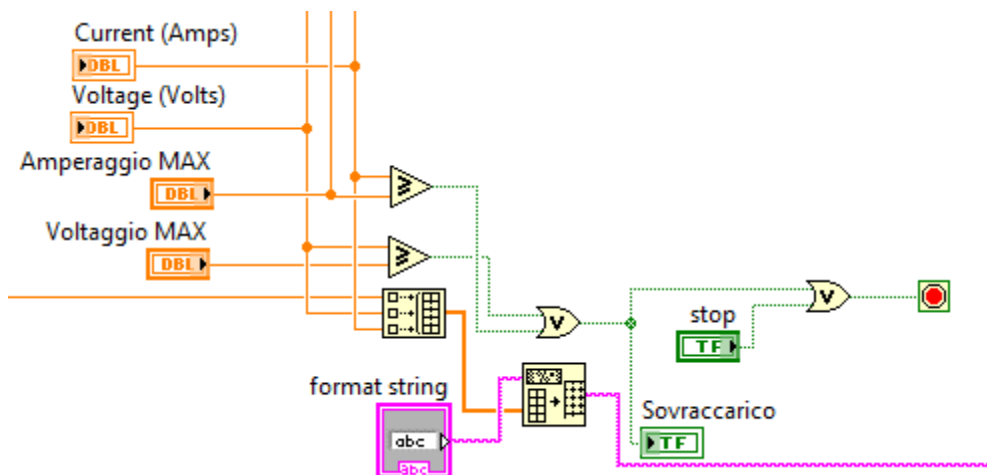 Current (Amps)
DBL
Voltage (Volts)
DBL
Amperaggio MAX
DBL
Voltaggio MAX
DBL
stop
TF
format string
abc
abc
Sovraccarico
TF